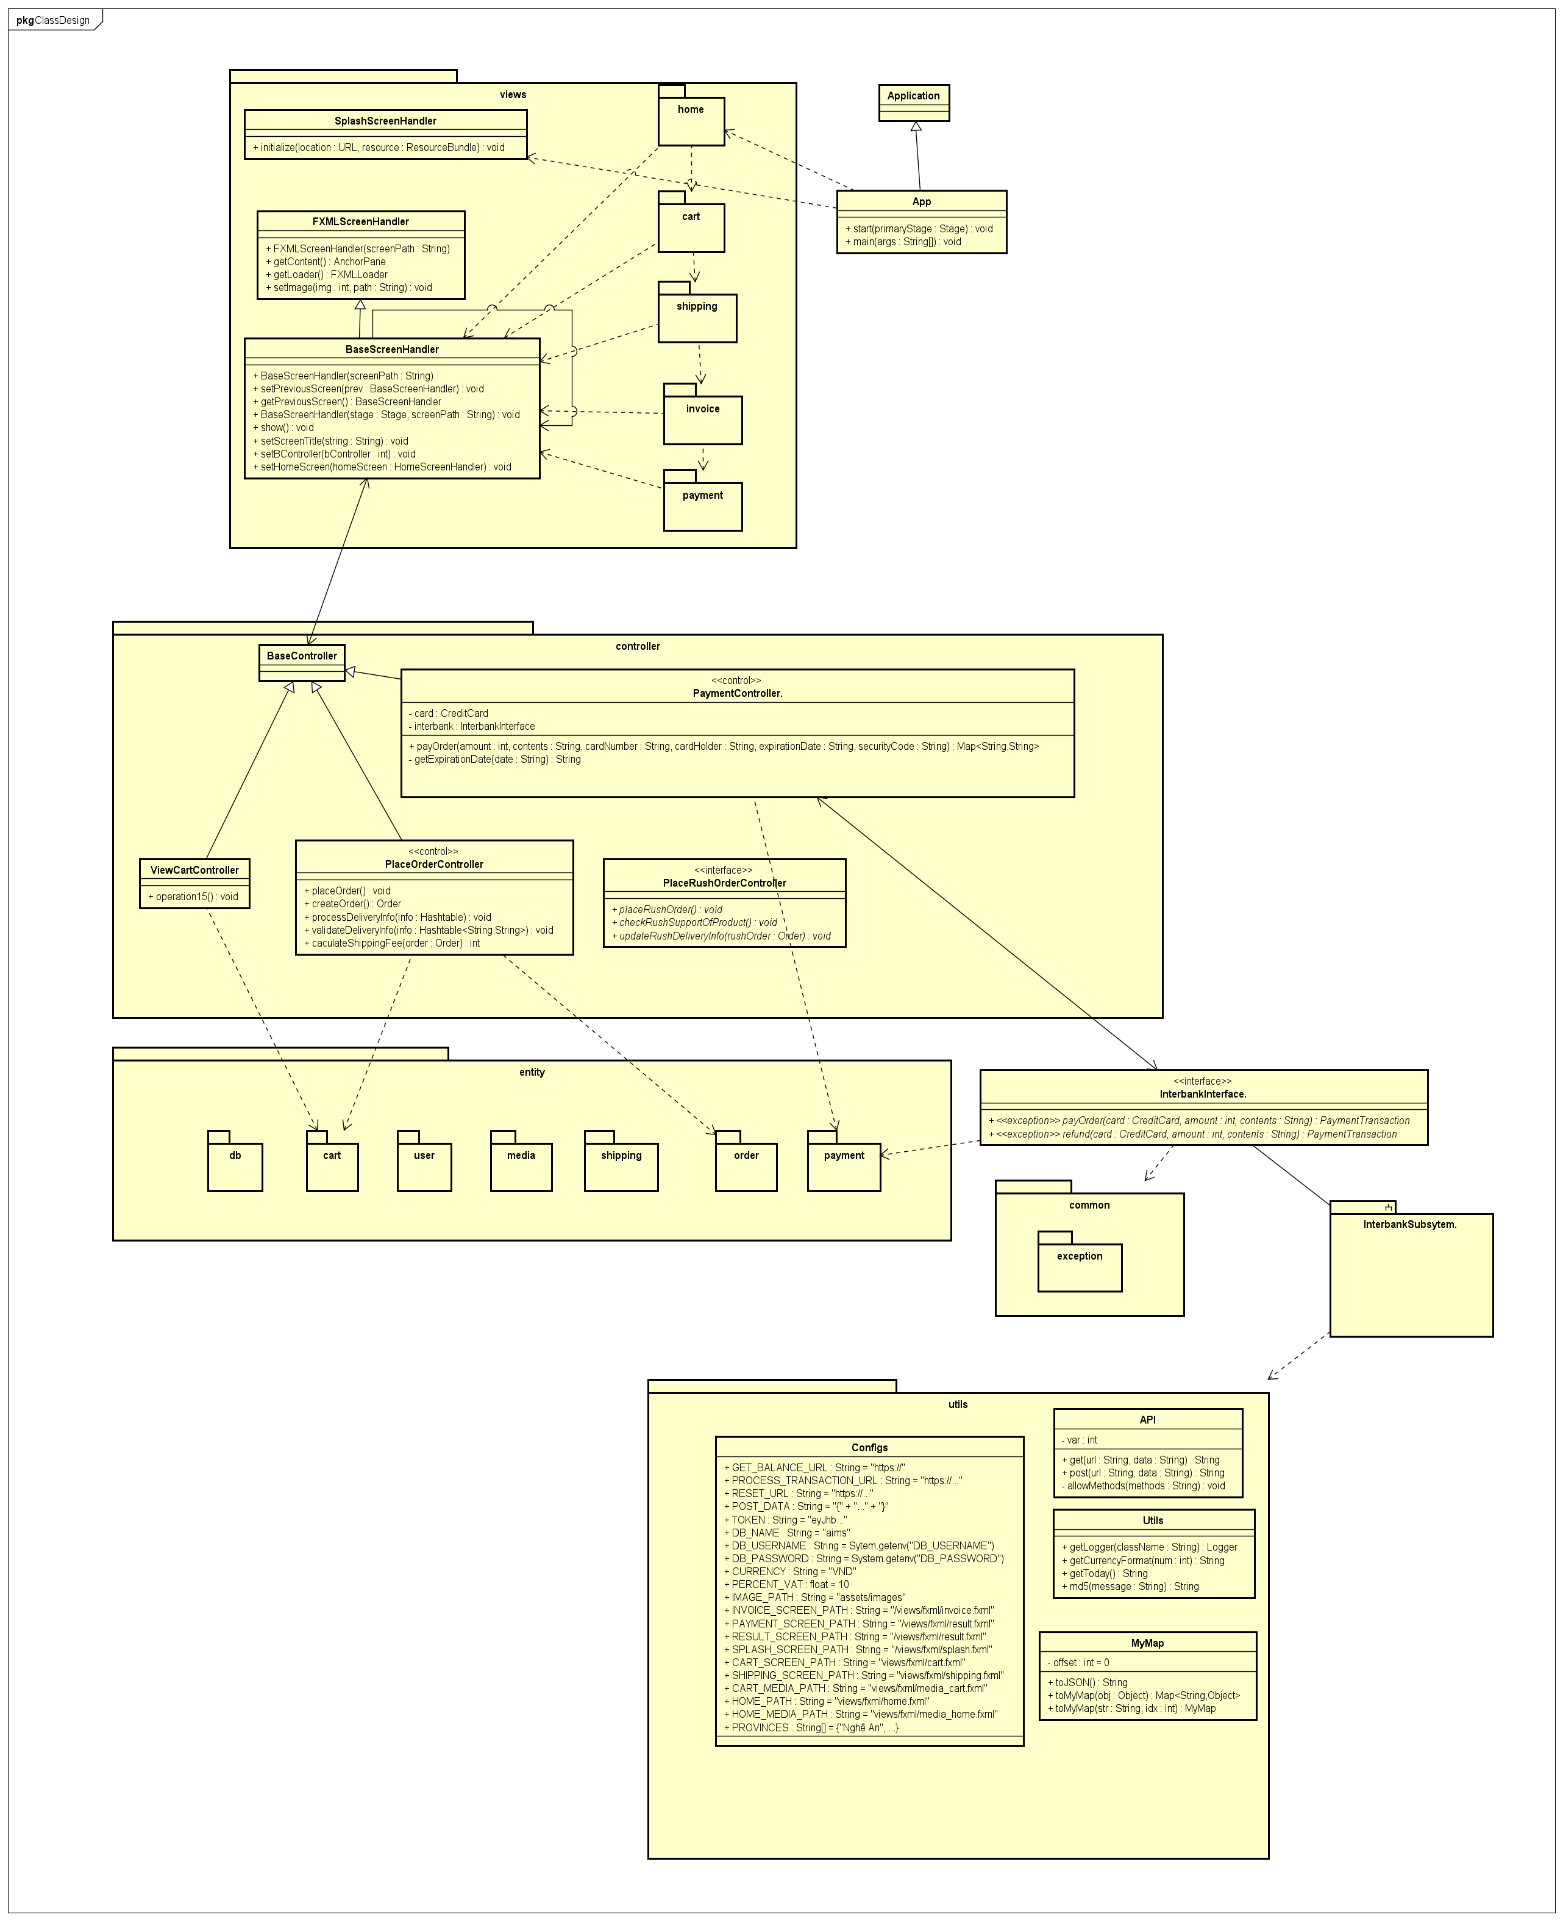 pkg ClassDesign
views
SplashScreenHandler
+ initialize(location : URL, resource : ResourceBundle) : void
home
Application
App
+ start(primaryStage : Stage) : void
+ main(args : String[]) : void
cart
FXMLScreenHandler
+ FXMLScreenHandler(screenPath : String)
+ getContent() : AnchorPane
+ getLoader() : FXMLLoader
+ setImage(img : int, path : String) : void
shipping
BaseScreenHandler
+ BaseScreenHandler(screenPath : String)
+ setPreviousScreen(prev : BaseScreenHandler) : void
+ getPreviousScreen() : BaseScreenHandler
+ BaseScreenHandler(stage : Stage, screenPath : String) : void
+ show() : void
+ setScreenTitle(string : String) : void
+ setBController(bController : int) : void
+ setHomeScreen(homeScreen : HomeScreenHandler) : void
invoice
payment
controller
BaseController
<<control>>
PaymentController.
- card : CreditCard
- interbank : InterbankInterface
+ payOrder(amount : int, contents : String, cardNumber : String, cardHolder : String, expirationDate : String, securityCode : String) : Map<String,String>
- getExpirationDate(date : String) : String
ViewCartController
+ operation15() : void
<<control>>
PlaceOrderController
+ placeOrder() : void
+ createOrder() : Order
+ processDeliveryInfo(info : Hashtable) : void
+ validateDeliveryInfo(info : Hashtable<String,String>) : void
+ caculateShippingFee(order : Order) : int
<<interface>>
PlaceRushOrderController
+ placeRushOrder() : void
+ checkRushSupportOfProduct() : void
+ updateRushDeliveryInfo(rushOrder : Order) : void
entity
db
cart
user
media
shipping
order
payment
<<interface>>
InterbankInterface.
+ <<exception>> payOrder(card : CreditCard, amount : int, contents : String) : PaymentTransaction
+ <<exception>> refund(card : CreditCard, amount : int, contents : String) : PaymentTransaction
common
exception
InterbankSubsytem.
utils
Configs
+ GET_BALANCE_URL : String = "https://"
+ PROCESS_TRANSACTION_URL : String = "https://..."
+ RESET_URL : String = "https://..."
+ POST_DATA : String = "{" + "..." + "}"
+ TOKEN : String = "eyJhb..."
+ DB_NAME : String = "aims"
+ DB_USERNAME : String = Sytem.getenv("DB_USERNAME")
+ DB_PASSWORD : String = System.getenv("DB_PASSWORD")
+ CURRENCY : String = "VND"
+ PERCENT_VAT : float = 10
+ IMAGE_PATH : String = "assets/images"
+ INVOICE_SCREEN_PATH : String = "/views/fxml/invoice.fxml"
+ PAYMENT_SCREEN_PATH : String = "/views/fxml/result.fxml"
+ RESULT_SCREEN_PATH : String = "/views/fxml/result.fxml"
+ SPLASH_SCREEN_PATH : String = "/views/fxml/splash.fxml"
+ CART_SCREEN_PATH : String = "views/fxml/cart.fxml"
+ SHIPPING_SCREEN_PATH : String = "views/fxml/shipping.fxml"
+ CART_MEDIA_PATH : String = "views/fxml/media_cart.fxml"
+ HOME_PATH : String = "views/fxml/home.fxml"
+ HOME_MEDIA_PATH : String = "views/fxml/media_home.fxml"
+ PROVINCES : String[] = {"Nghệ An", ...}
API
- var : int
+ get(url : String, data : String) : String
+ post(url : String, data : String) : String
- allowMethods(methods : String) : void
Utils
+ getLogger(className : String) : Logger
+ getCurrencyFormat(num : int) : String
+ getToday() : String
+ md5(message : String) : String
MyMap
- offset : int = 0
+ toJSON() : String
+ toMyMap(obj : Object) : Map<String,Object>
+ toMyMap(str : String, idx : int) : MyMap